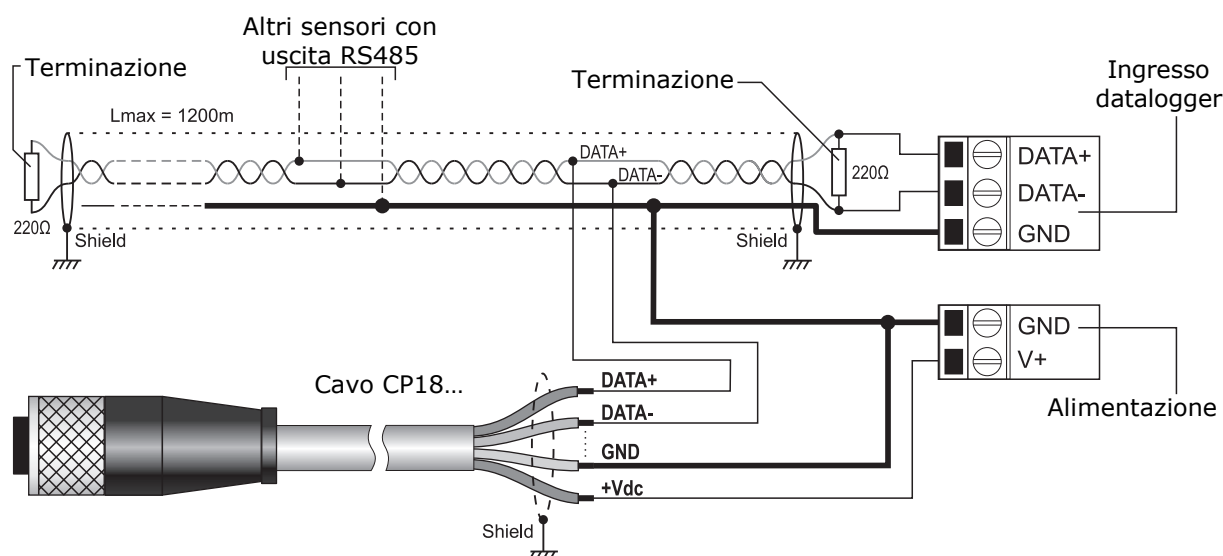 Altri sensori con
uscita RS485
Terminazione
Terminazione
Ingresso
datalogger
Lmax = 1200m
DATA+
DATA-
220Ω
220Ω
Shield
Shield
DATA+
DATA-
GND
GND
V+
Alimentazione
Cavo CP18...
DATA+
DATA-
GND
+Vdc
Shield